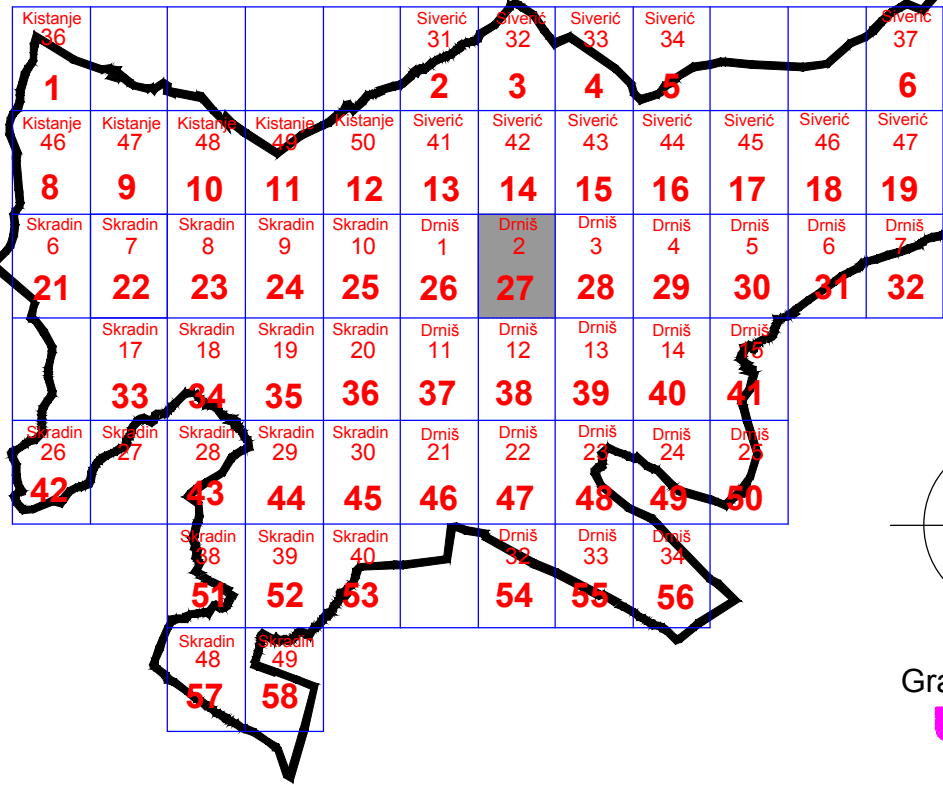 Kistanje Siverić Siverić Siverić Siverić Siverić
36 31 32 33 34 37
1 2 3 4 5 6
Kistanje Kistanje Kistanje Kistanje Kistanje Siverić Siverić Siverić Siverić Siverić Siverić Siverić
46 47 48 49 50 41 42 43 44 45 46 47
8 9 10 11 12 13 14 15 16 17 18 19
Skradin Skradin Skradin Skradin Skradin Drniš Drniš Drniš Drniš Drniš Drniš Drniš
6 7 8 9 10 1 2 3 4 5 6 7
21 22 23 24 25 26 27 28 29 30 31 32
Skradin Skradin Skradin Skradin Drniš Drniš Drniš Drniš Drniš
17 18 19 20 11 12 13 14 15
33 34 35 36 37 38 39 40 41
Skradin Skradin Skradin Skradin Skradin Drniš Drniš Drniš Drniš Drniš
26 27 28 29 30 21 22 23 24 25
42 43 44 45 46 47 48 49 50
Skradin Skradin Skradin Drniš Drniš Drniš
38 39 40 32 33 34
51 52 53 54 55 56
Skradin Skradin
48 49
57 58
Gra